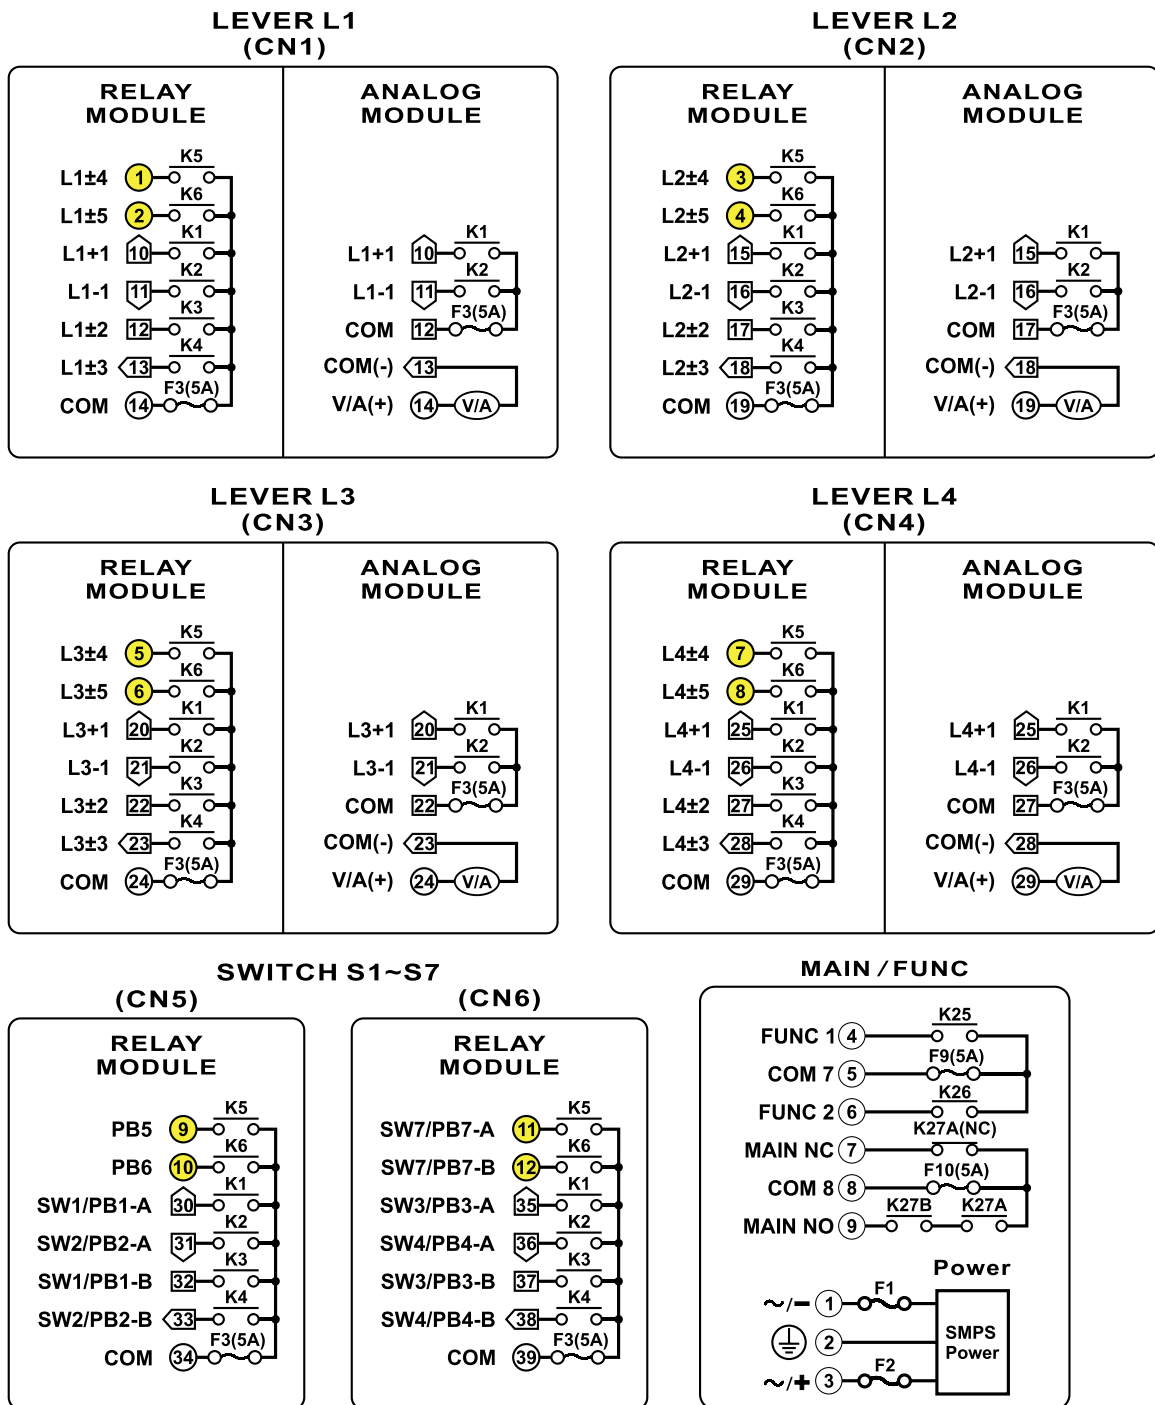 LEVER L1
(CN1)
RELAY
MODULE
K5
L1±4 1
K6
L1±5 2
K1
L1+1 10
K2
L1-1 11
K3
L1±2 12
K4
L1±3 13
F3(5A)
COM 14
ANALOG
MODULE
K1
L1+1 10
K2
L1-1 11
F3(5A)
COM 12
COM(-) 13
V/A(+) 14 V/A
LEVER L2
(CN2)
RELAY
MODULE
K5
L2±4 3
K6
L2±5 4
K1
L2+1 15
K2
L2-1 16
K3
L2±2 17
K4
L2±3 18
F3(5A)
COM 19
ANALOG
MODULE
K1
L2+1 15
K2
L2-1 16
F3(5A)
COM 17
COM(-) 18
V/A(+) 19 V/A
LEVER L3
(CN3)
RELAY
MODULE
K5
L3±4 5
K6
L3±5 6
K1
L3+1 20
K2
L3-1 21
K3
L3±2 22
K4
L3±3 23
F3(5A)
COM 24
ANALOG
MODULE
K1
L3+1 20
K2
L3-1 21
F3(5A)
COM 22
COM(-) 23
V/A(+) 24 V/A
LEVER L4
(CN4)
RELAY
MODULE
K5
L4±4 7
K6
L4±5 8
K1
L4+1 25
K2
L4-1 26
K3
L4±2 27
K4
L4±3 28
F3(5A)
COM 29
ANALOG
MODULE
K1
L4+1 25
K2
L4-1 26
F3(5A)
COM 27
COM(-) 28
V/A(+) 29 V/A
SWITCH S1~S7
(CN5)
RELAY
MODULE
K5
PB5 9
K6
PB6 10
K1
SW1/PB1-A 30
K2
SW2/PB2-A 31
K3
SW1/PB1-B 32
K4
SW2/PB2-B 33
F3(5A)
COM 34
(CN6)
RELAY
MODULE
K5
SW7/PB7-A 11
K6
SW7/PB7-B 12
K1
SW3/PB3-A 35
K2
SW4/PB4-A 36
K3
SW3/PB3-B 37
K4
SW4/PB4-B 38
F3(5A)
COM 39
MAIN / FUNC
K25
FUNC 1 4
F9(5A)
COM 7 5
K26
FUNC 2 6
K27A(NC)
MAIN NC 7
F10(5A)
COM 8 8
K27B K27A
MAIN NO 9
Power
F1
~/- 1
2
SMPS
Power
F2
~/+ 3